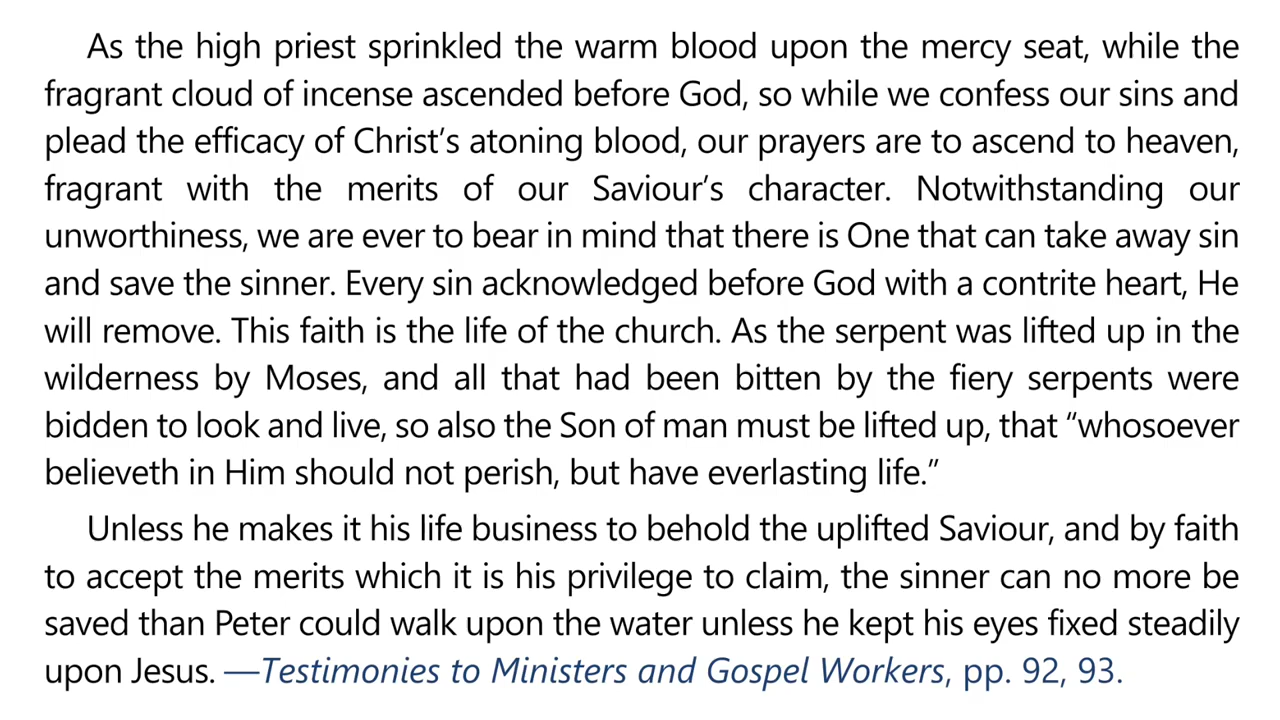 As the high priest sprinkled the warm blood upon the mercy seat, while the
fragrant cloud of incense ascended before God, so while we confess our sins and
plead the efficacy of Christ’s atoning blood, our prayers are to ascend to heaven,
fragrant with the merits of our Saviour’s character. Notwithstanding our
unworthiness, we are ever to bear in mind that there is One that can take away sin
and save the sinner. Every sin acknowledged before God with a contrite heart, He
will remove. This faith is the life of the church. As the serpent was lifted up in the
wilderness by Moses, and all that had been bitten by the fiery serpents were
bidden to look and live, so also the Son of man must be lifted up, that “whosoever
believeth in Him should not perish, but have everlasting life.”
Unless he makes it his life business to behold the uplifted Saviour, and by faith
to accept the merits which it is his privilege to claim, the sinner can no more be
saved than Peter could walk upon the water unless he kept his eyes fixed steadily
upon Jesus. —Testimonies to Ministers and Gospel Workers, pp. 92, 93.